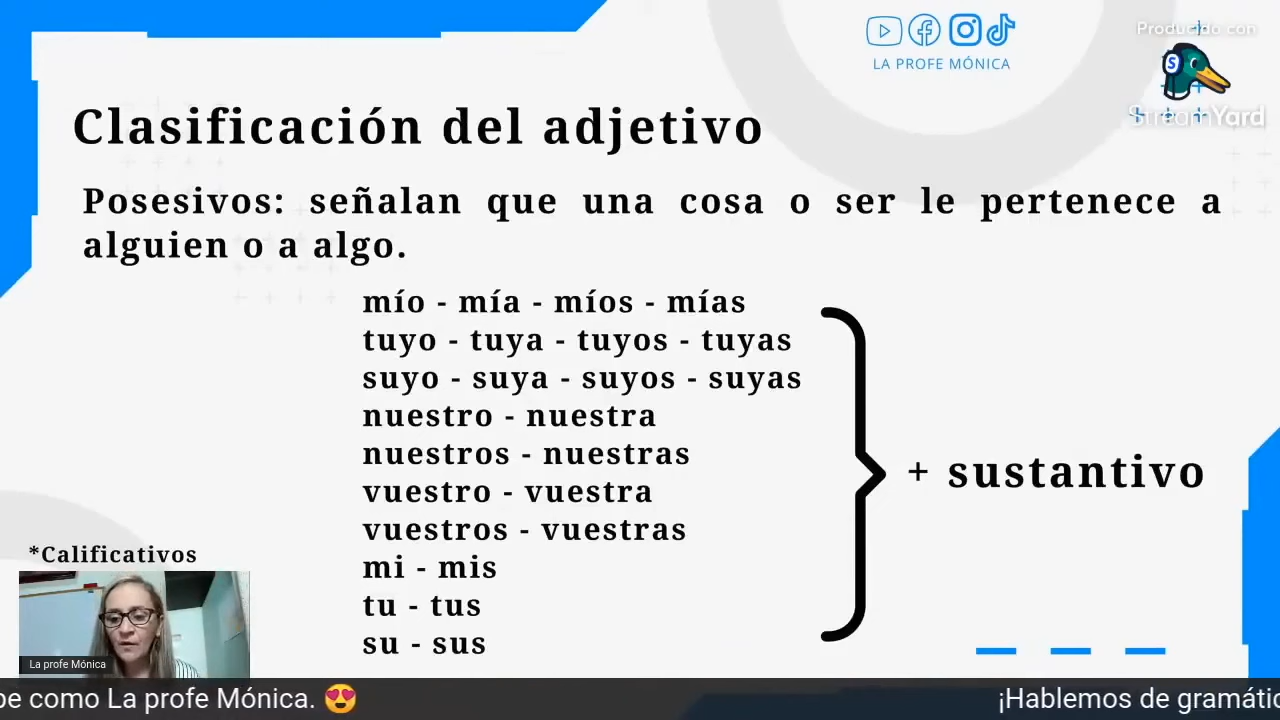 LA PROFE MÓNICA
Producido con
StreamYard
Clasificación del adjetivo
Posesivos: señalan que una cosa o ser le pertenece a
alguien o a algo.
mío - mía - míos - mías
tuyo - tuya - tuyos - tuyas
suyo - suya - suyos - suyas
nuestro - nuestra
nuestros - nuestras
vuestro - vuestra
vuestros - vuestras
mi - mis
tu - tus
su - sus
+ sustantivo
*Calificativos
La profe Mónica
be como La profe Mónica. 😍
¡Hablemos de gramátic